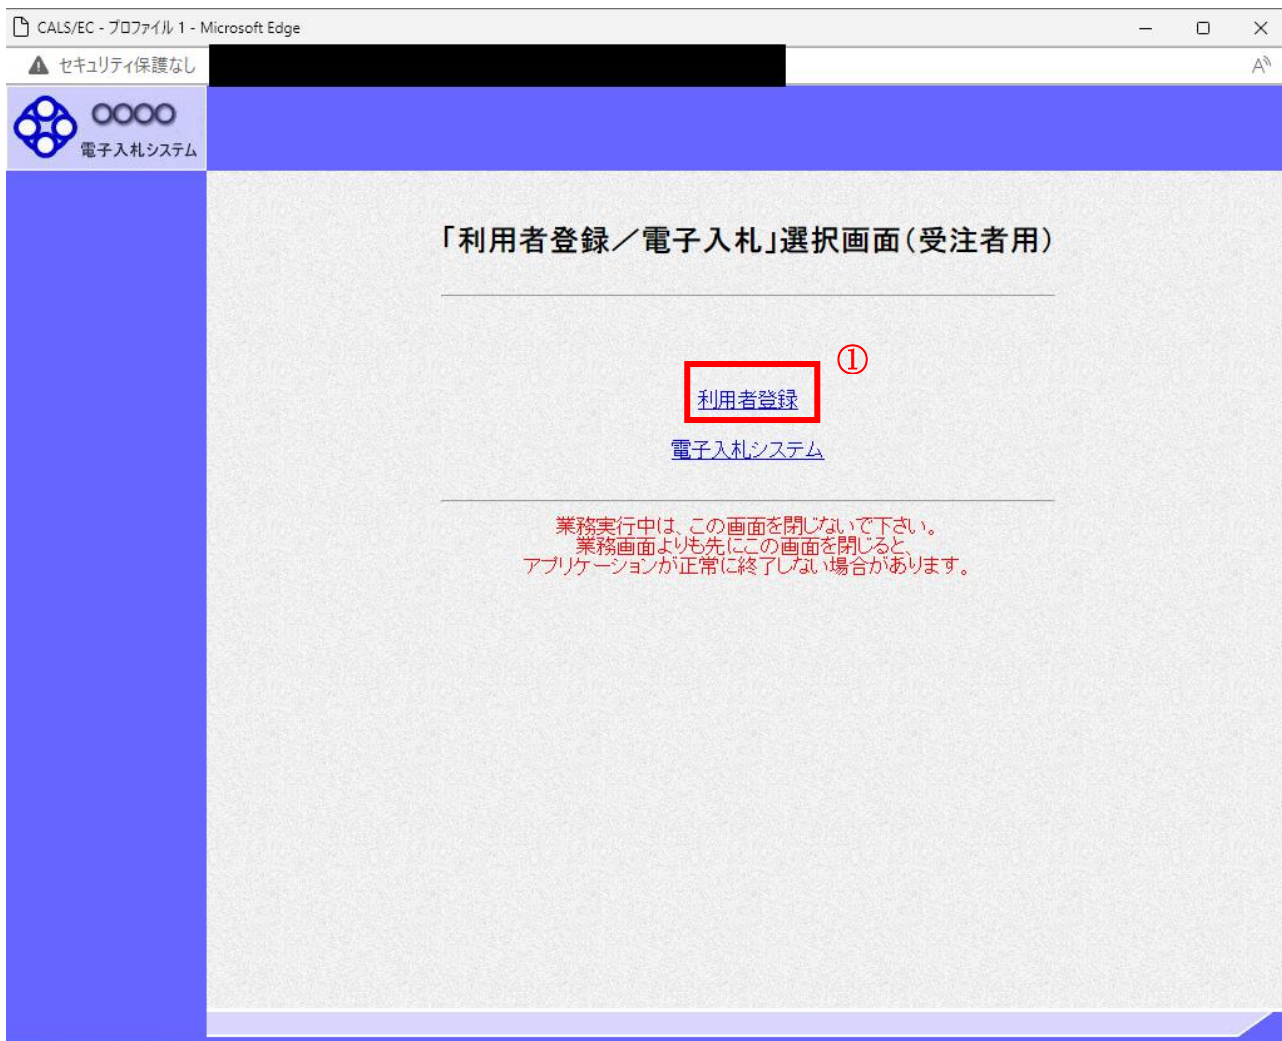 CALS/EC - プロファイル 1 - Microsoft Edge
セキュリティ保護なし
○○○○
電子入札システム
「利用者登録／電子入札」選択画面(受注者用)
①
利用者登録
電子入札システム
業務実行中は、この画面を閉じないで下さい。
業務画面よりも先にこの画面を閉じると、
アプリケーションが正常に終了しない場合があります。